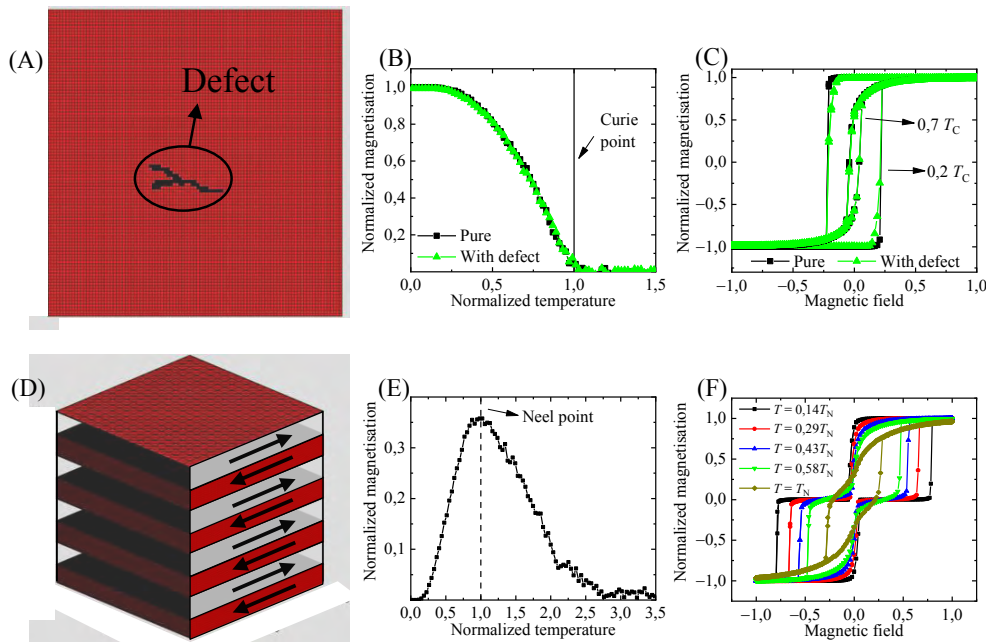 (A)
Defect
(B)
Normalized magnetisation
1,0
0,8
0,6
0,4
0,2
Curie
point
Pure
With defect
0,0
0,5
1,0
1,5
Normalized temperature
(C)
Normalized magnetisation
1,0
0,5
0,0
−0,5
−1,0
0,7 TC
0,2 TC
Pure
With defect
−1,0
−0,5
0,0
0,5
1,0
Magnetic field
(D)
(E)
Normalized magnetisation
0,3
0,2
0,1
Neel point
0,0
0,5
1,0
1,5
2,0
2,5
3,0
3,5
Normalized temperature
(F)
Normalized magnetisation
1,0
0,5
0,0
−0,5
−1,0
T = 0,14TN
T = 0,29TN
T = 0,43TN
T = 0,58TN
T = TN
−1,0
−0,5
0,0
0,5
1,0
Magnetic field